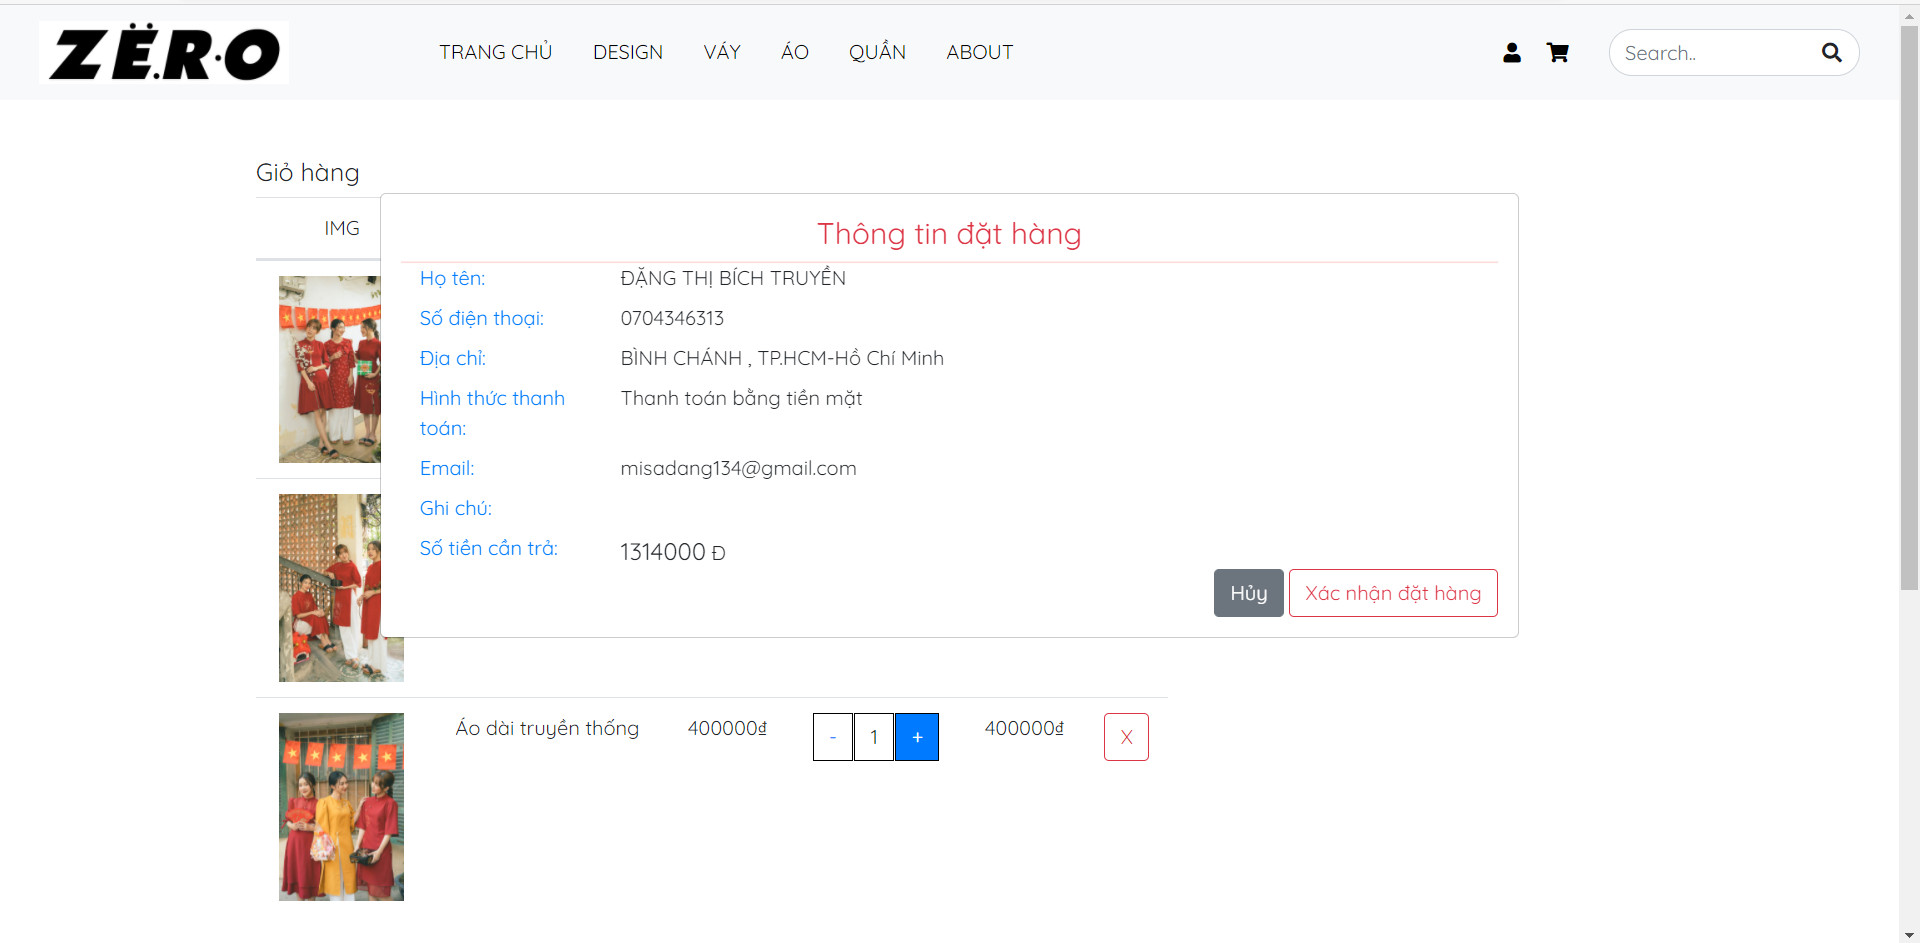 ZËR·O
TRANG CHỦ DESIGN VÁY ÁO QUẦN ABOUT Search..
Giỏ hàng
IMG
Thông tin đặt hàng
Họ tên: ĐẶNG THỊ BÍCH TRUYỀN
Số điện thoại: 0704346313
Địa chỉ: BÌNH CHÁNH , TP.HCM-Hồ Chí Minh
Hình thức thanh toán: Thanh toán bằng tiền mặt
Email: misadang134@gmail.com
Ghi chú:
Số tiền cần trả: 1314000 Đ
Hủy Xác nhận đặt hàng
Áo dài truyền thống 400000₫ - 1 + 400000₫ X